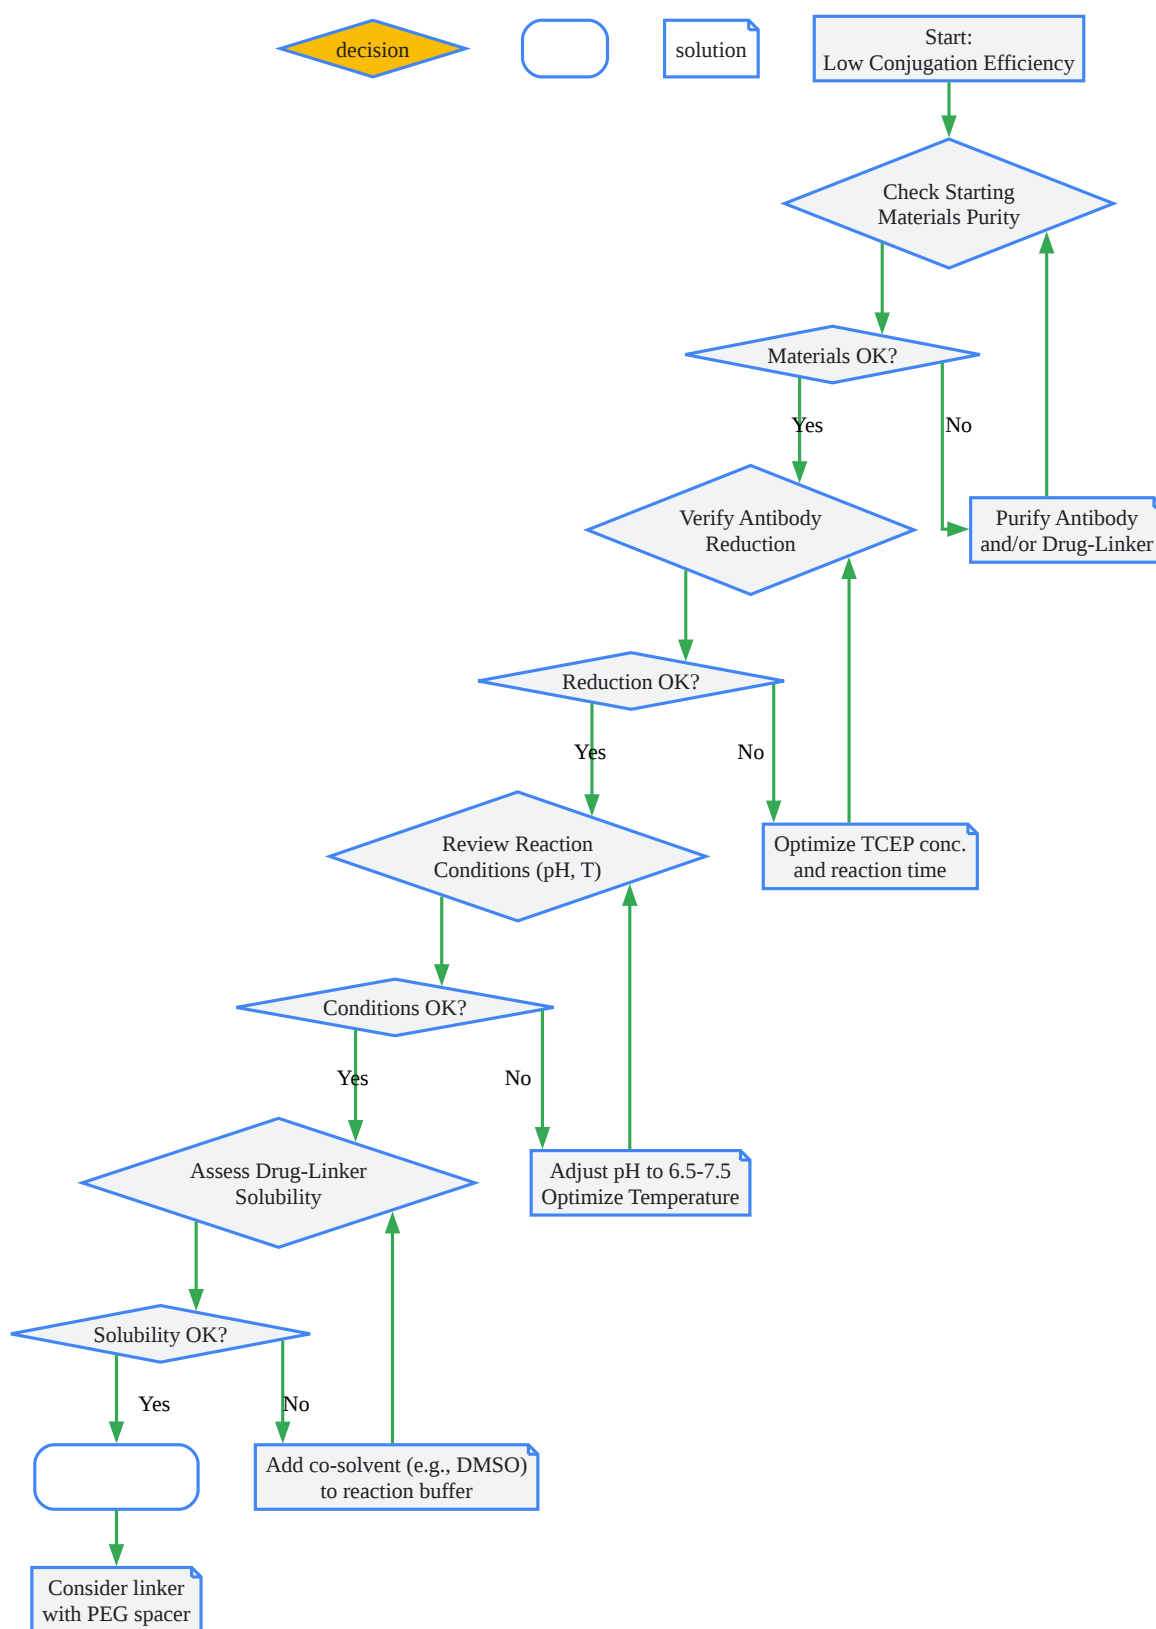 decision
solution
Start:
Low Conjugation Efficiency
Check Starting
Materials Purity
Materials OK?
Yes
No
Verify Antibody
Reduction
Purify Antibody
and/or Drug-Linker
Reduction OK?
Yes
No
Review Reaction
Conditions (pH, T)
Optimize TCEP conc.
and reaction time
Conditions OK?
Yes
No
Assess Drug-Linker
Solubility
Adjust pH to 6.5-7.5
Optimize Temperature
Solubility OK?
Yes
No
Add co-solvent (e.g., DMSO)
to reaction buffer
Consider linker
with PEG spacer